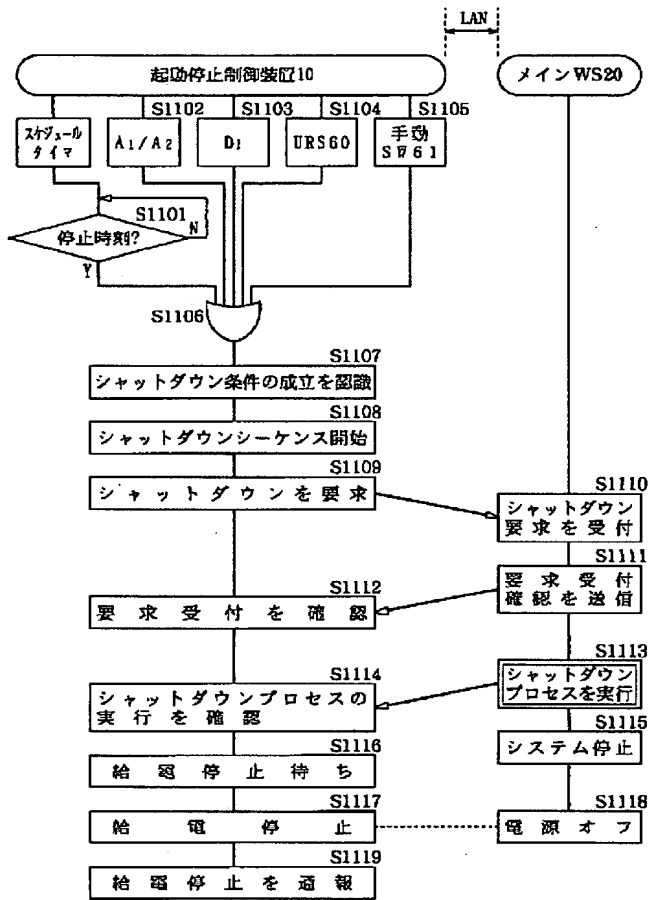 LAN
起動停止制御装置10
メインWS20
S1102
S1103
S1104
S1105
スケジュール
タイマ
A1/A2
D1
URS60
手動
SW61
S1101
停止時刻?
N
Y
S1106
S1107
シャットダウン条件の成立を認識
S1108
シャットダウンシーケンス開始
S1109
シャットダウンを要求
S1110
シャットダウン
要求を受付
S1111
要求受付
確認を送信
S1112
要求受付を確認
S1113
シャットダウン
プロセスを実行
S1114
シャットダウンプロセスの
実行を確認
S1115
システム停止
S1116
給電停止待ち
S1117
給電停止
S1118
電源オフ
S1119
給電停止を通報